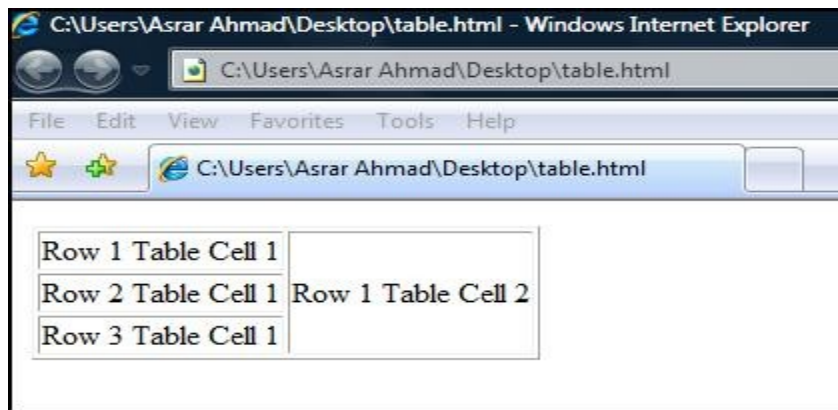 C:\Users\Asrar Ahmad\Desktop\table.html - Windows Internet Explorer
C:\Users\Asrar Ahmad\Desktop\table.html
File Edit View Favorites Tools Help
C:\Users\Asrar Ahmad\Desktop\table.html
Row 1 Table Cell 1
Row 2 Table Cell 1 Row 1 Table Cell 2
Row 3 Table Cell 1